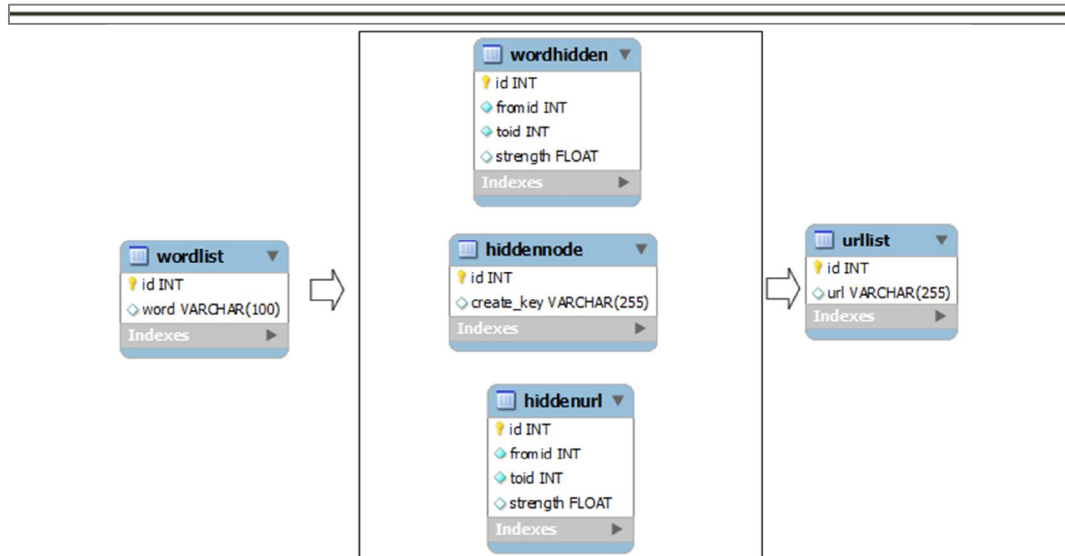 wordhidden
id INT
fromid INT
toid INT
strength FLOAT
Indexes
wordlist
id INT
word VARCHAR(100)
Indexes
hiddennode
id INT
create_key VARCHAR(255)
Indexes
urllist
id INT
url VARCHAR(255)
Indexes
hiddenurl
id INT
fromid INT
toid INT
strength FLOAT
Indexes